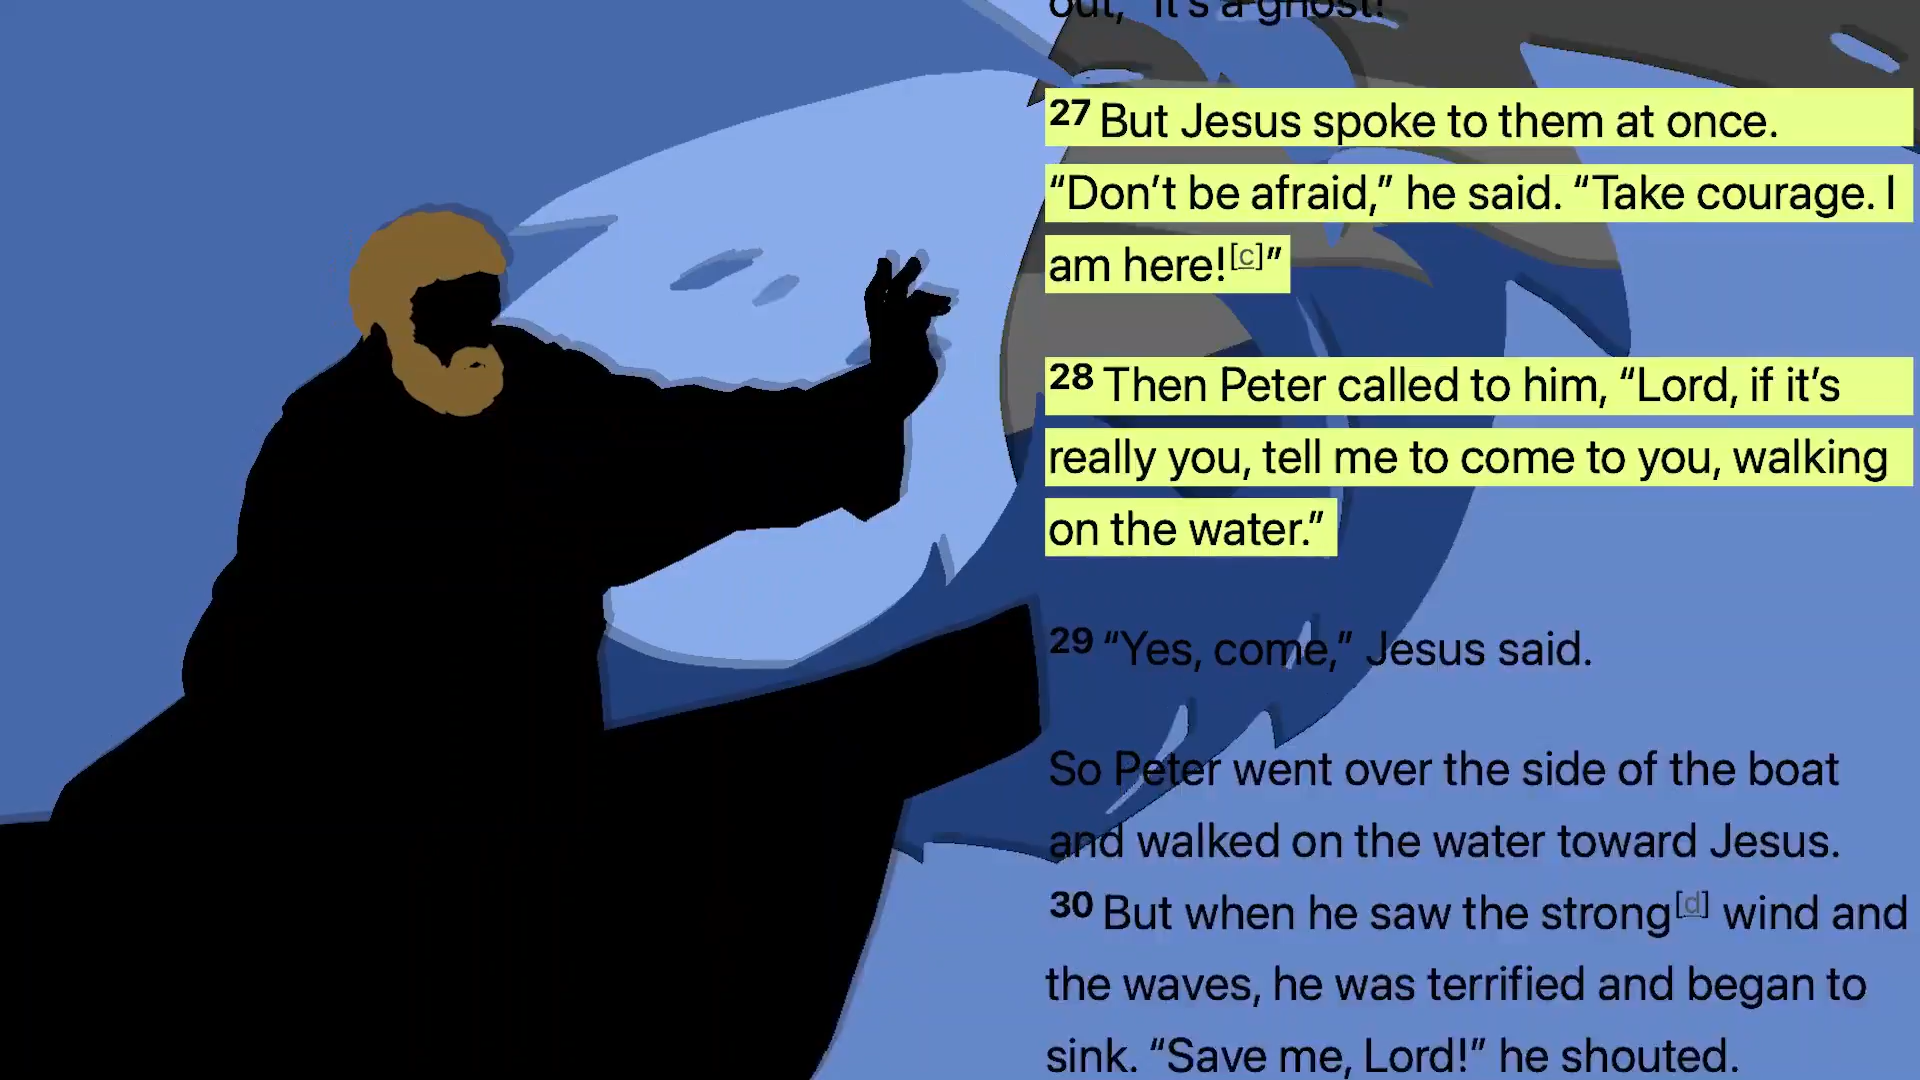 out, “It’s a ghost!”
27 But Jesus spoke to them at once.
“Don’t be afraid,” he said. “Take courage. I
am here![c]”
28 Then Peter called to him, “Lord, if it’s
really you, tell me to come to you, walking
on the water.”
29 “Yes, come,” Jesus said.
So Peter went over the side of the boat
and walked on the water toward Jesus.
30 But when he saw the strong[d] wind and
the waves, he was terrified and began to
sink. “Save me, Lord!” he shouted.